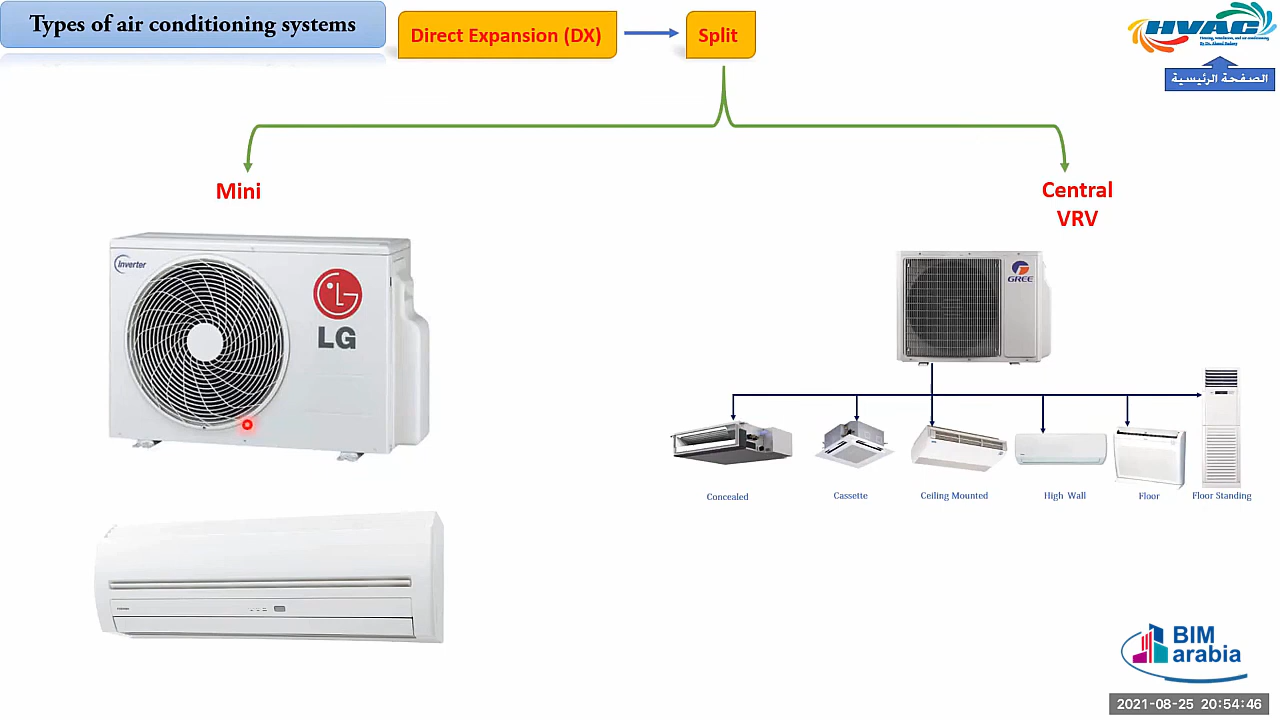 Types of air conditioning systems
Direct Expansion (DX)
Split
HVAC
الصفحة الرئيسية
Mini
Central
VRV
Inverter
LG
GREE
Concealed
Cassette
Ceiling Mounted
High Wall
Floor
Floor Standing
BIM
arabia
2021-08-25 20:54:46